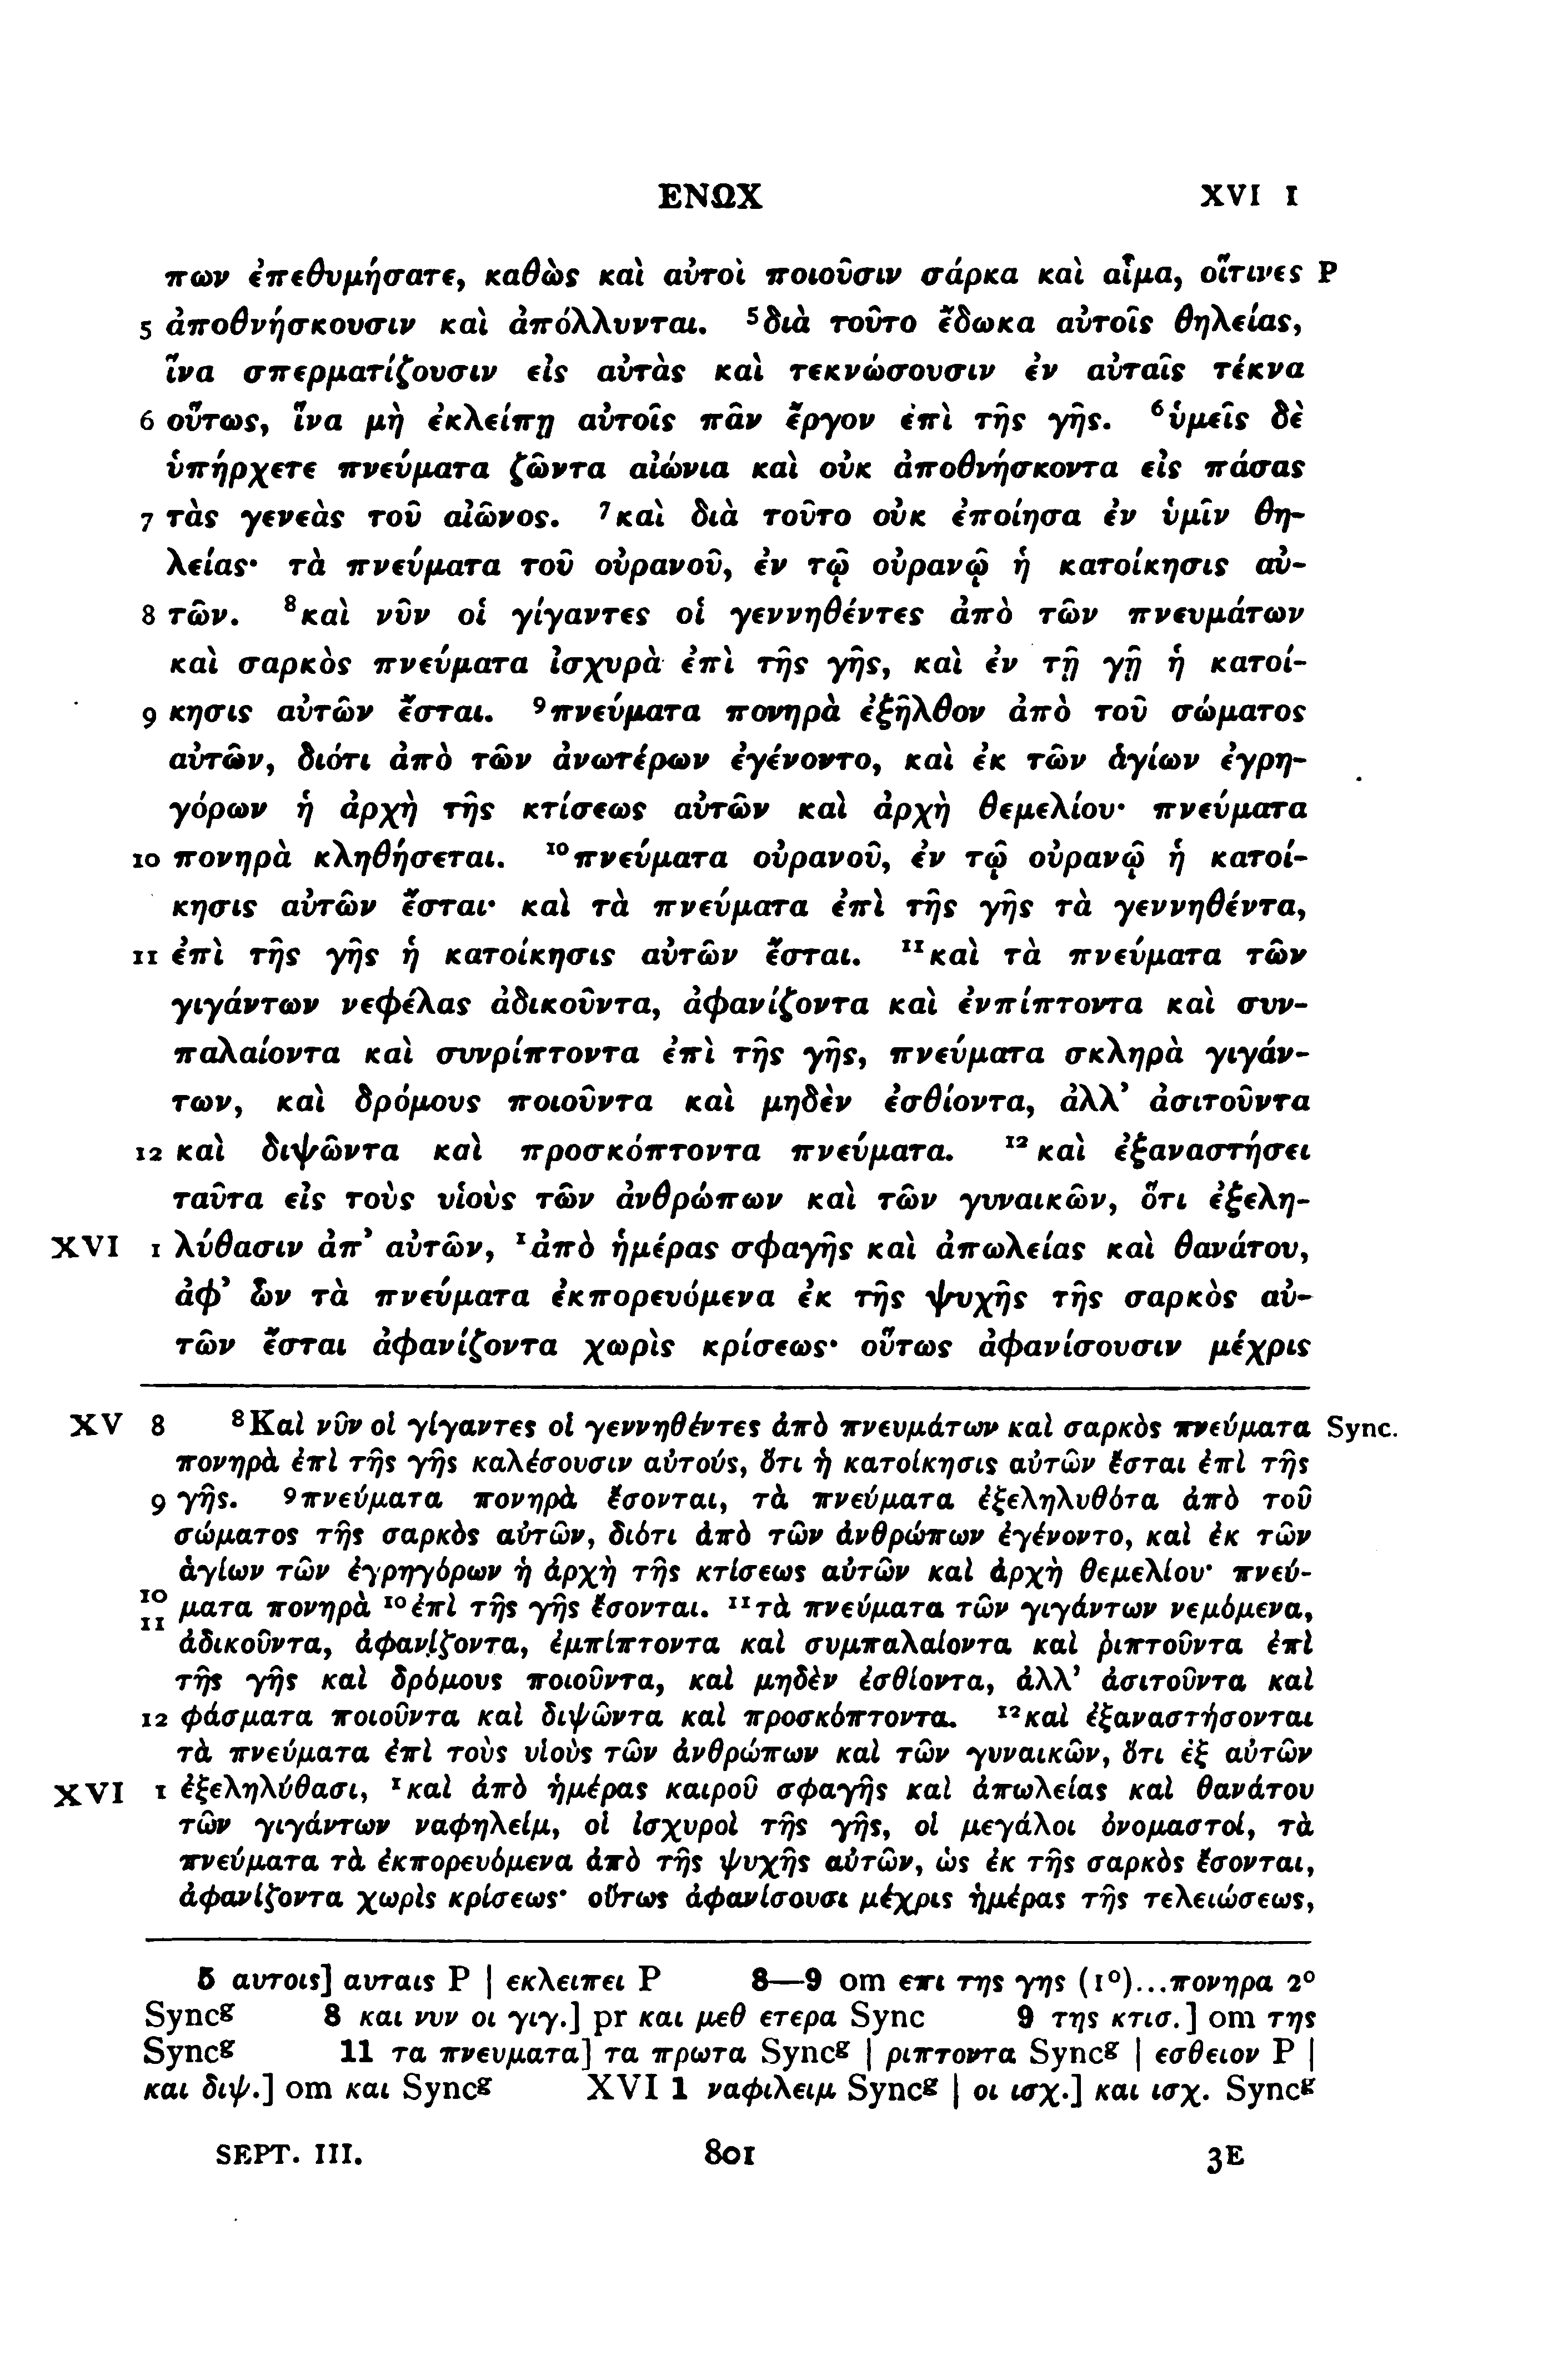 ΕΝΩΧ XVI 1
πων ἐπεθυμήσατε, καθὼς καὶ αὐτοὶ ποιοῦσιν σάρκα καὶ αἷμα, οἵτινες P
5 ἀποθνήσκουσιν καὶ ἀπόλλυνται. ⁵διὰ τοῦτο ἔδωκα αὐτοῖς θηλείας,
ἵνα σπερματίζουσιν εἰς αὐτὰς καὶ τεκνώσουσιν ἐν αὐταῖς τέκνα
6 οὕτως, ἵνα μὴ ἐκλείπῃ αὐτοῖς πᾶν ἔργον ἐπὶ τῆς γῆς. ⁶ὑμεῖς δὲ
ὑπήρχετε πνεύματα ζῶντα αἰώνια καὶ οὐκ ἀποθνήσκοντα εἰς πάσας
7 τὰς γενεὰς τοῦ αἰῶνος. ⁷καὶ διὰ τοῦτο οὐκ ἐποίησα ἐν ὑμῖν θη-
λείας· τὰ πνεύματα τοῦ οὐρανοῦ, ἐν τῷ οὐρανῷ ἡ κατοίκησις αὐ-
8 τῶν. ⁸καὶ νῦν οἱ γίγαντες οἱ γεννηθέντες ἀπὸ τῶν πνευμάτων
καὶ σαρκὸς πνεύματα ἰσχυρὰ ἐπὶ τῆς γῆς, καὶ ἐν τῇ γῇ ἡ κατοί-
9 κησις αὐτῶν ἔσται. ⁹πνεύματα πονηρὰ ἐξῆλθον ἀπὸ τοῦ σώματος
αὐτῶν, διότι ἀπὸ τῶν ἀνωτέρων ἐγένοντο, καὶ ἐκ τῶν ἁγίων ἐγρη-
γόρων ἡ ἀρχὴ τῆς κτίσεως αὐτῶν καὶ ἀρχὴ θεμελίου· πνεύματα
10 πονηρὰ κληθήσεται. ¹⁰πνεύματα οὐρανοῦ, ἐν τῷ οὐρανῷ ἡ κατοί-
κησις αὐτῶν ἔσται· καὶ τὰ πνεύματα ἐπὶ τῆς γῆς τὰ γεννηθέντα,
11 ἐπὶ τῆς γῆς ἡ κατοίκησις αὐτῶν ἔσται. ¹¹καὶ τὰ πνεύματα τῶν
γιγάντων νεφέλας ἀδικοῦντα, ἀφανίζοντα καὶ ἐνπίπτοντα καὶ συν-
παλαίοντα καὶ συνρίπτοντα ἐπὶ τῆς γῆς, πνεύματα σκληρὰ γιγάν-
των, καὶ δρόμους ποιοῦντα καὶ μηδὲν ἐσθίοντα, ἀλλ’ ἀσιτοῦντα
12 καὶ διψῶντα καὶ προσκόπτοντα πνεύματα. ¹²καὶ ἐξαναστήσει
ταῦτα εἰς τοὺς υἱοὺς τῶν ἀνθρώπων καὶ τῶν γυναικῶν, ὅτι ἐξελη-
XVI 1 λύθασιν ἀπ’ αὐτῶν, ¹ἀπὸ ἡμέρας σφαγῆς καὶ ἀπωλείας καὶ θανάτου,
ἀφ’ ὧν τὰ πνεύματα ἐκπορευόμενα ἐκ τῆς ψυχῆς τῆς σαρκὸς αὐ-
τῶν ἔσται ἀφανίζοντα χωρὶς κρίσεως· οὕτως ἀφανίσουσιν μέχρις
XV 8 ⁸Καὶ νῦν οἱ γίγαντες οἱ γεννηθέντες ἀπὸ πνευμάτων καὶ σαρκὸς πνεύματα Sync.
πονηρὰ ἐπὶ τῆς γῆς καλέσουσιν αὐτούς, ὅτι ἡ κατοίκησις αὐτῶν ἔσται ἐπὶ τῆς
9 γῆς. ⁹πνεύματα πονηρὰ ἔσονται, τὰ πνεύματα ἐξεληλυθότα ἀπὸ τοῦ
σώματος τῆς σαρκὸς αὐτῶν, διότι ἀπὸ τῶν ἀνθρώπων ἐγένοντο, καὶ ἐκ τῶν
ἁγίων τῶν ἐγρηγόρων ἡ ἀρχὴ τῆς κτίσεως αὐτῶν καὶ ἀρχὴ θεμελίου· πνεύ-
10 11 ματα πονηρὰ ¹⁰ἐπὶ τῆς γῆς ἔσονται. ¹¹τὰ πνεύματα τῶν γιγάντων νεμόμενα,
ἀδικοῦντα, ἀφανίζοντα, ἐμπίπτοντα καὶ συμπαλαίοντα καὶ ῥιπτοῦντα ἐπὶ
τῆς γῆς καὶ δρόμους ποιοῦντα, καὶ μηδὲν ἐσθίοντα, ἀλλ’ ἀσιτοῦντα καὶ
12 φάσματα ποιοῦντα καὶ διψῶντα καὶ προσκόπτοντα. ¹²καὶ ἐξαναστήσονται
τὰ πνεύματα ἐπὶ τοὺς υἱοὺς τῶν ἀνθρώπων καὶ τῶν γυναικῶν, ὅτι ἐξ αὐτῶν
XVI 1 ἐξεληλύθασι, ¹καὶ ἀπὸ ἡμέρας καιροῦ σφαγῆς καὶ ἀπωλείας καὶ θανάτου
τῶν γιγάντων ναφηλείμ, οἱ ἰσχυροὶ τῆς γῆς, οἱ μεγάλοι ὀνομαστοί, τὰ
πνεύματα τὰ ἐκπορευόμενα ἀπὸ τῆς ψυχῆς αὐτῶν, ὡς ἐκ τῆς σαρκὸς ἔσονται,
ἀφανίζοντα χωρὶς κρίσεως· οὕτως ἀφανίσουσι μέχρις ἡμέρας τῆς τελειώσεως,
5 αυτοις] αυταις P | εκλειπει P 8—9 om επι της γης (1°)...πονηρα 2°
Syncᵍ 8 και νυν οι γιγ.] pr και μεθ ετερα Sync 9 της κτισ.] om της
Syncᵍ 11 τα πνευματα] τα πρωτα Syncᵍ | ριπτοντα Syncᵍ | εσθειον P |
και διψ.] om και Syncᵍ XVI 1 ναφιλειμ Syncᵍ | οι ισχ.] και ισχ. Syncᵍ
SEPT. III. 801 3E